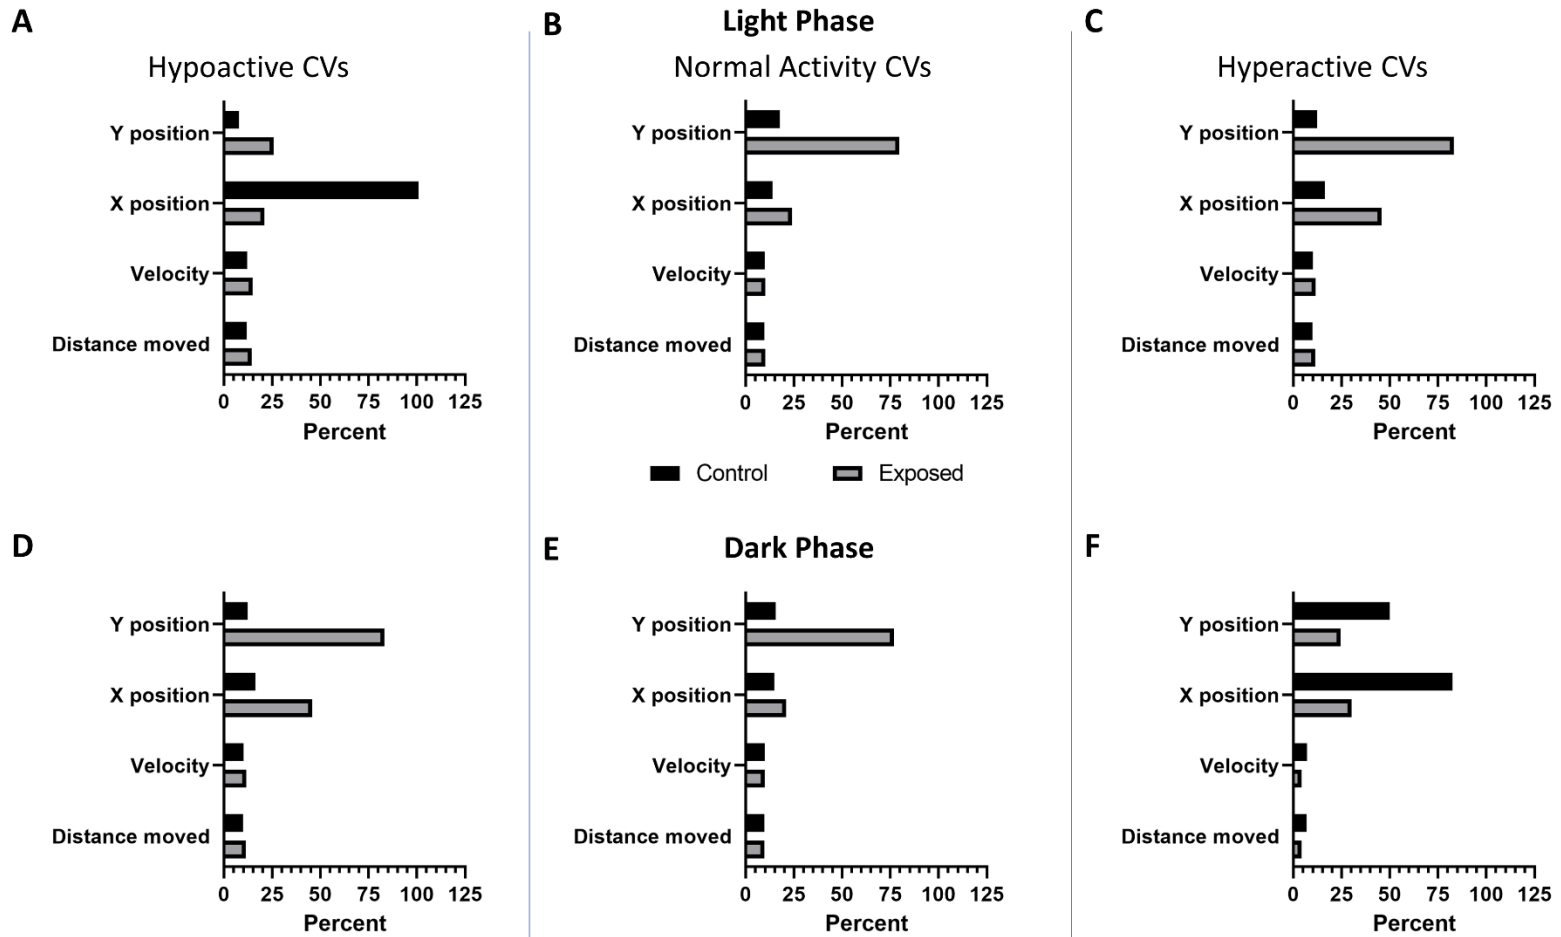 A
B
Light Phase
C
Hypoactive CVs
Normal Activity CVs
Hyperactive CVs
Y position
X position
Velocity
Distance moved
0 25 50 75 100 125
Percent
Y position
X position
Velocity
Distance moved
0 25 50 75 100 125
Percent
Y position
X position
Velocity
Distance moved
0 25 50 75 100 125
Percent
Control
Exposed
D
E
Dark Phase
F
Y position
X position
Velocity
Distance moved
0 25 50 75 100 125
Percent
Y position
X position
Velocity
Distance moved
0 25 50 75 100 125
Percent
Y position
X position
Velocity
Distance moved
0 25 50 75 100 125
Percent